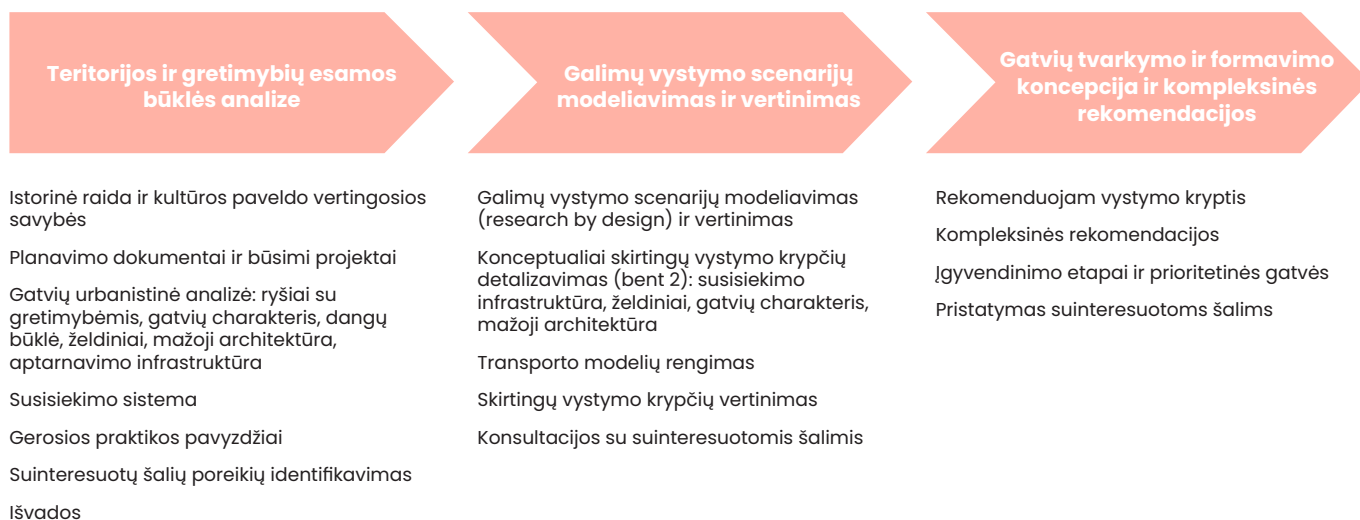 Teritorijos ir gretimybių esamos
būklės analize
Istorinė raida ir kultūros paveldo vertingosios
savybės
Planavimo dokumentai ir būsimi projektai
Gatvių urbanistinė analizė: ryšiai su
gretimybėmis, gatvių charakteris, dangų
būklė, želdiniai, mažoji architektūra,
aptarnavimo infrastruktūra
Susisiekimo sistema
Gerosios praktikos pavyzdžiai
Suinteresuotų šalių poreikių identifikavimas
Išvados
Galimų vystymo scenarijų
modeliavimas ir vertinimas
Galimų vystymo scenarijų modeliavimas
(research by design) ir vertinimas
Konceptualiai skirtingų vystymo krypčių
detalizavimas (bent 2): susisiekimo
infrastruktūra, želdiniai, gatvių charakteris,
mažoji architektūra
Transporto modelių rengimas
Skirtingų vystymo krypčių vertinimas
Konsultacijos su suinteresuotomis šalimis
Gatvių tvarkymo ir formavimo
koncepcija ir kompleksinės
rekomendacijos
Rekomenduojam vystymo kryptis
Kompleksinės rekomendacijos
Įgyvendinimo etapai ir prioritetinės gatvės
Pristatymas suinteresuotoms šalims